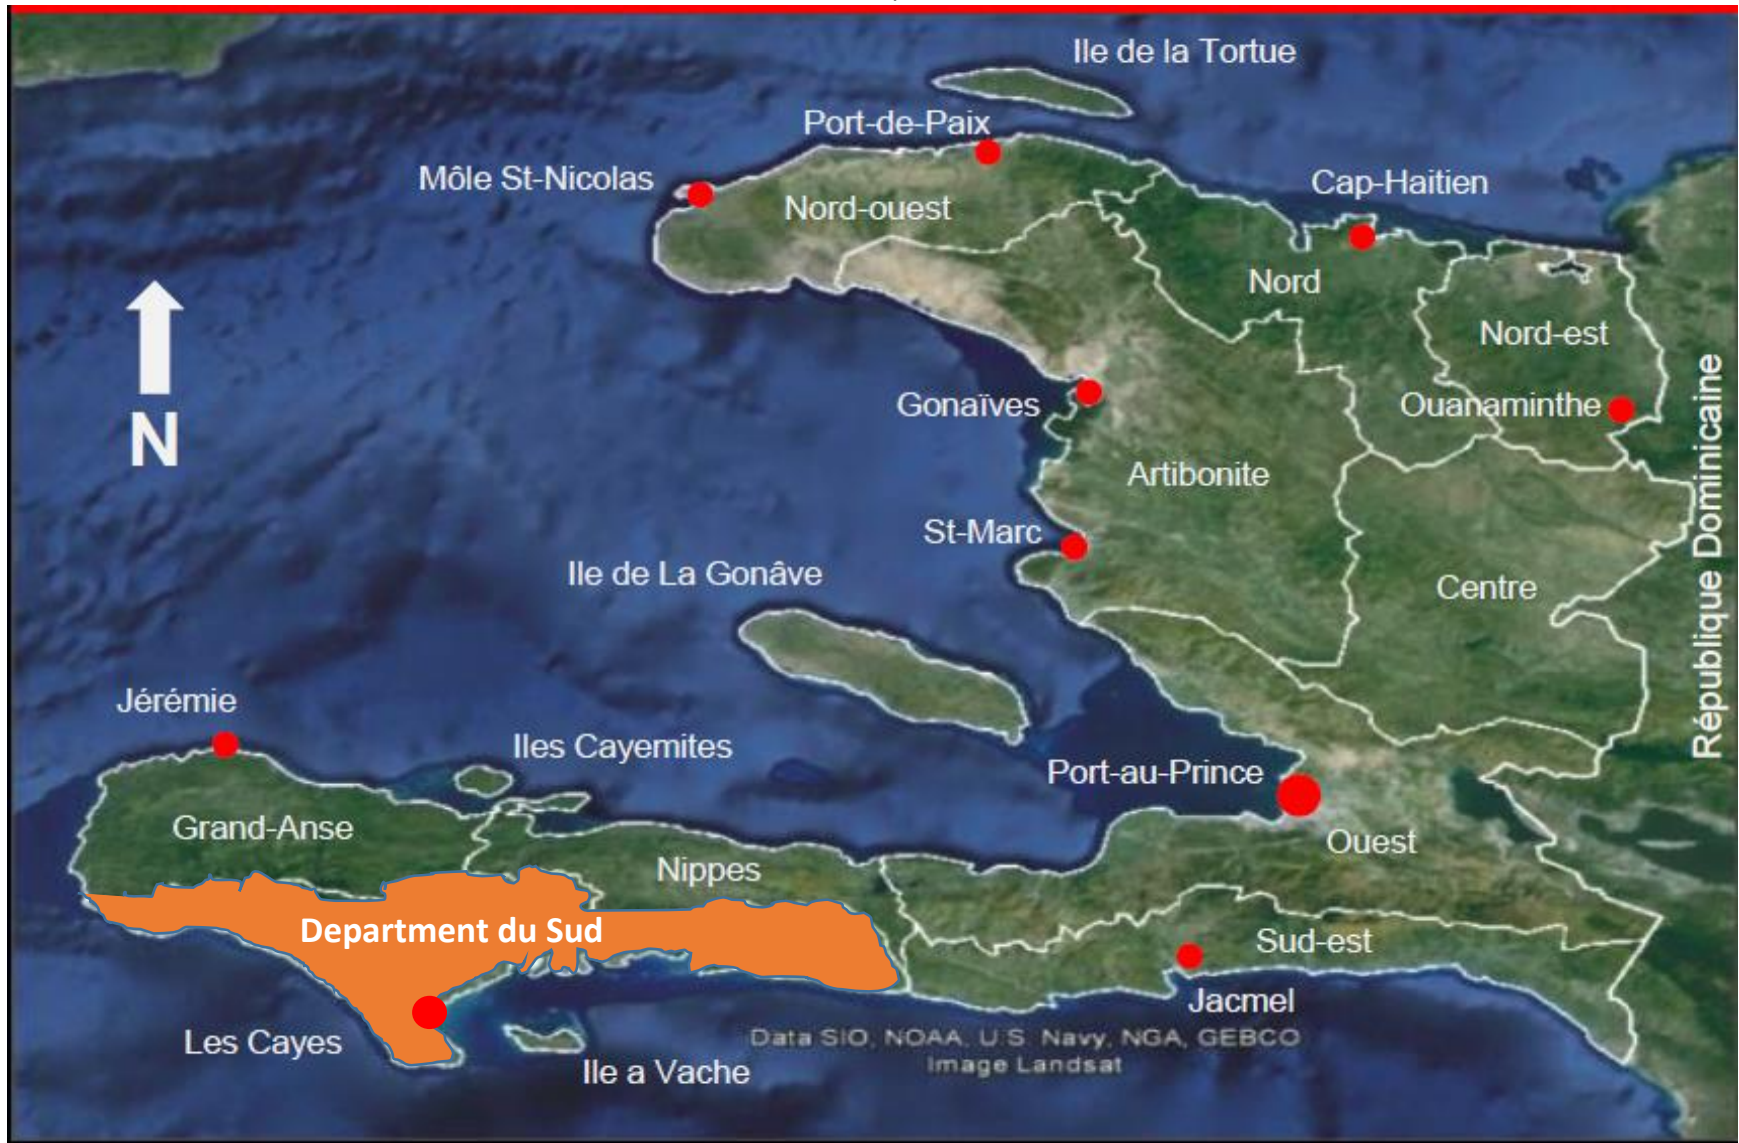 Ile de la Tortue
Port-de-Paix
Môle St-Nicolas
Cap-Haitien
Nord-ouest
Nord
Nord-est
N
Gonaïves
Ouanaminthe
République Dominicaine
Artibonite
St-Marc
Ile de La Gonâve
Centre
Jérémie
Iles Cayemites
Port-au-Prince
Grand-Anse
Ouest
Nippes
Department du Sud
Sud-est
Jacmel
Les Cayes
Ile a Vache
Data SIO, NOAA, U.S. Navy, NGA, GEBCO
Image Landsat